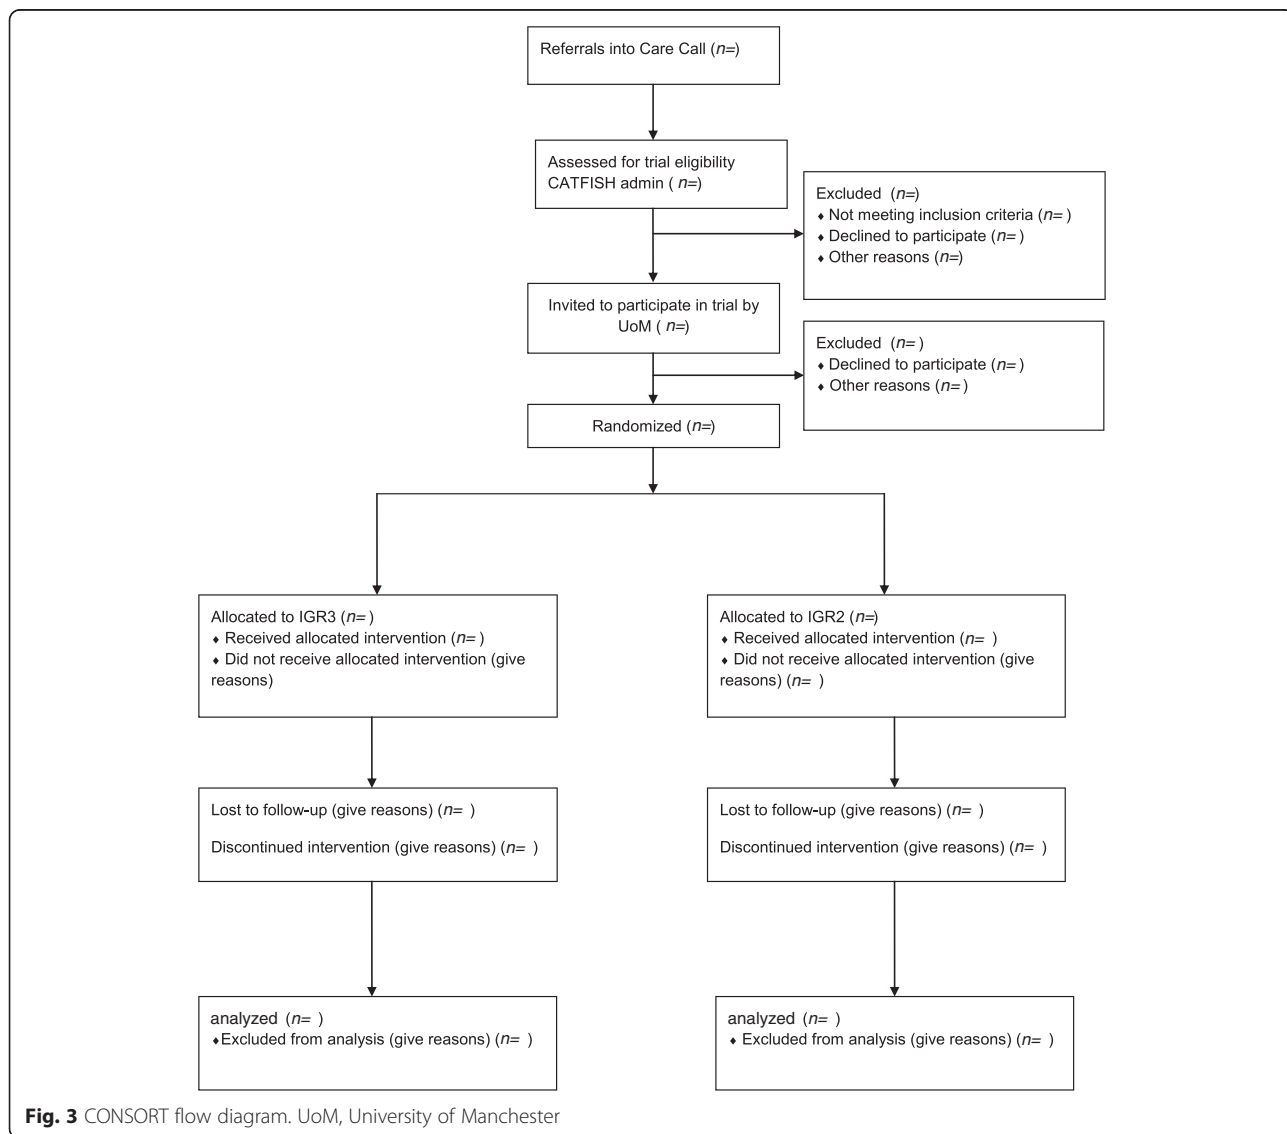 Referrals into Care Call (n=)
Assessed for trial eligibility
CATFISH admin ( n=)
Excluded (n=)
♦ Not meeting inclusion criteria (n= )
♦ Declined to participate (n= )
♦ Other reasons (n=)
Invited to participate in trial by
UoM ( n=)
Excluded (n= )
♦ Declined to participate (n= )
♦ Other reasons (n= )
Randomized (n=)
Allocated to IGR3 (n= )
♦ Received allocated intervention (n= )
♦ Did not receive allocated intervention (give
reasons)
Allocated to IGR2 (n=)
♦ Received allocated intervention (n= )
♦ Did not receive allocated intervention (give
reasons) (n= )
Lost to follow-up (give reasons) (n= )
Discontinued intervention (give reasons) (n= )
Lost to follow-up (give reasons) (n= )
Discontinued intervention (give reasons) (n= )
analyzed (n= )
♦Excluded from analysis (give reasons) (n= )
analyzed (n= )
♦ Excluded from analysis (give reasons) (n= )
Fig. 3 CONSORT flow diagram. UoM, University of Manchester